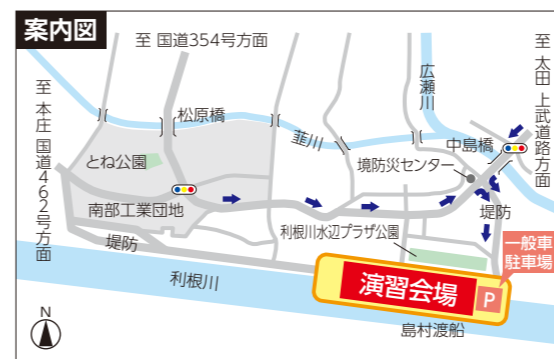 案内図
至 国道354号方面
至 本庄 国道462号方面
至 太田 上武道路方面
広瀬川
松原橋
韮川
中島橋
とね公園
境防災センター
南部工業団地
堤防
利根川水辺プラザ公園
堤防
一般車
駐車場
利根川
演習会場
P
島村渡船
N